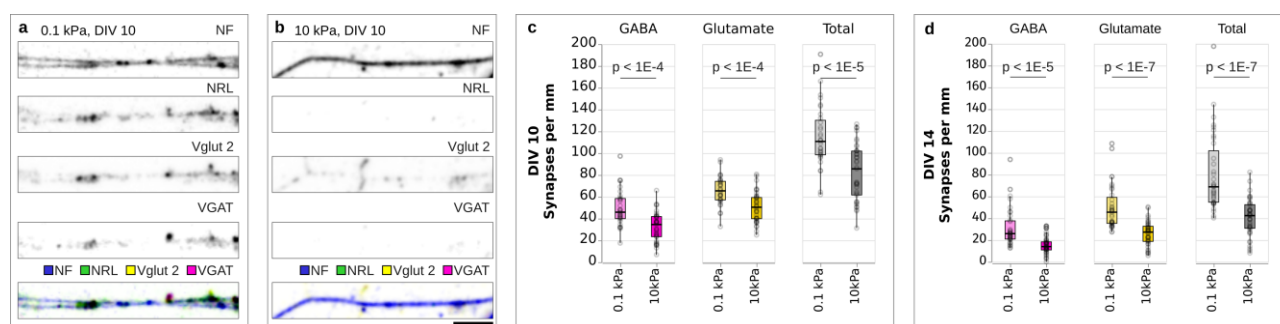 a 0.1 kPa, DIV 10 NF
NRL
Vglut 2
VGAT
NF NRL Vglut 2 VGAT
b 10 kPa, DIV 10 NF
NRL
Vglut 2
VGAT
NF NRL Vglut 2 VGAT
c GABA Glutamate Total
DIV 10
Synapses per mm
200
180
160
140
120
100
80
60
40
20
0
p < 1E-4 p < 1E-4 p < 1E-5
0.1 kPa 10kPa 0.1 kPa 10kPa 0.1 kPa 10kPa
d GABA Glutamate Total
DIV 14
Synapses per mm
200
180
160
140
120
100
80
60
40
20
0
p < 1E-5 p < 1E-7 p < 1E-7
0.1 kPa 10kPa 0.1 kPa 10kPa 0.1 kPa 10kPa